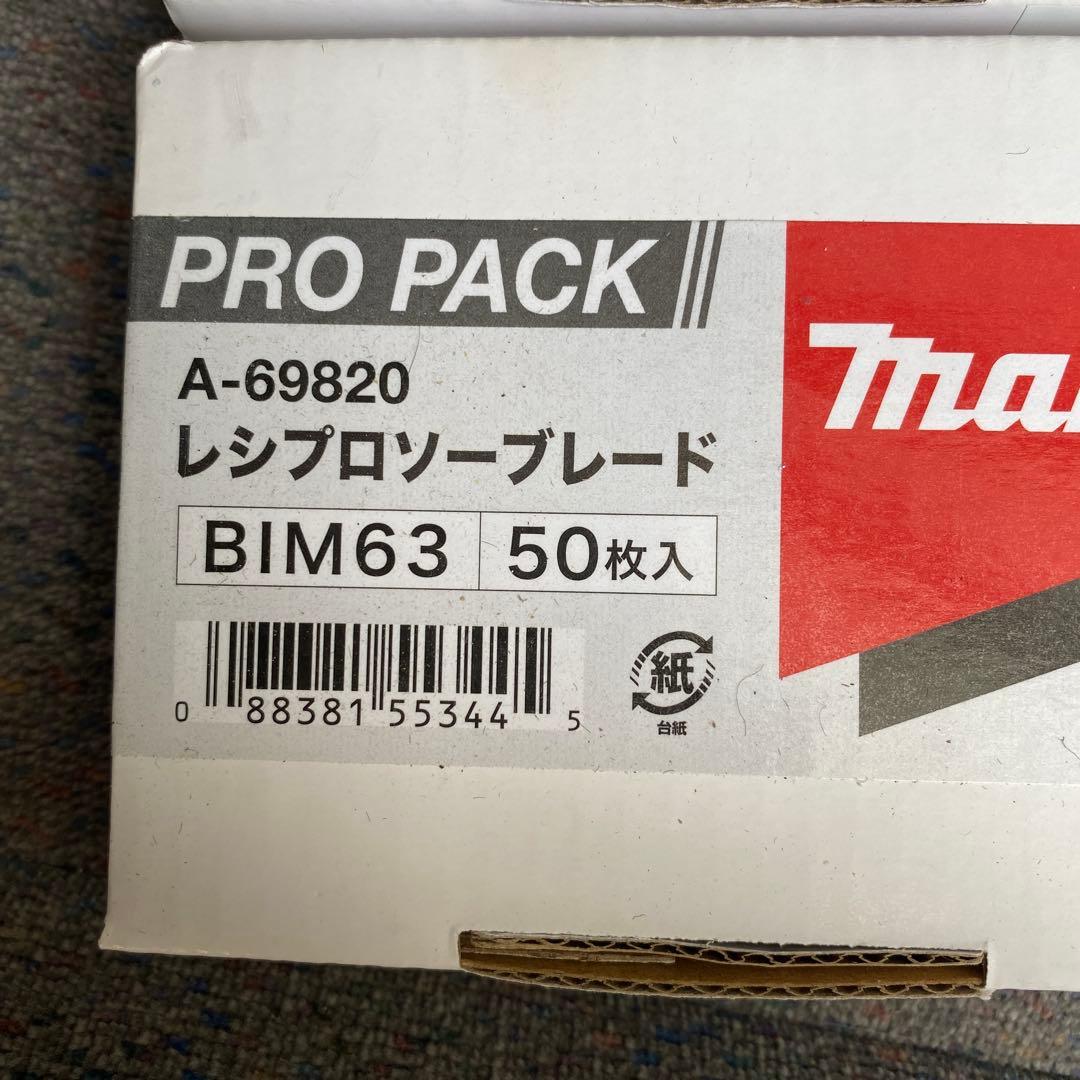 PRO PACK
A-69820
レシプロソーブレード
BIM63 50枚入
0 88381 55344 5
紙
台紙
mak